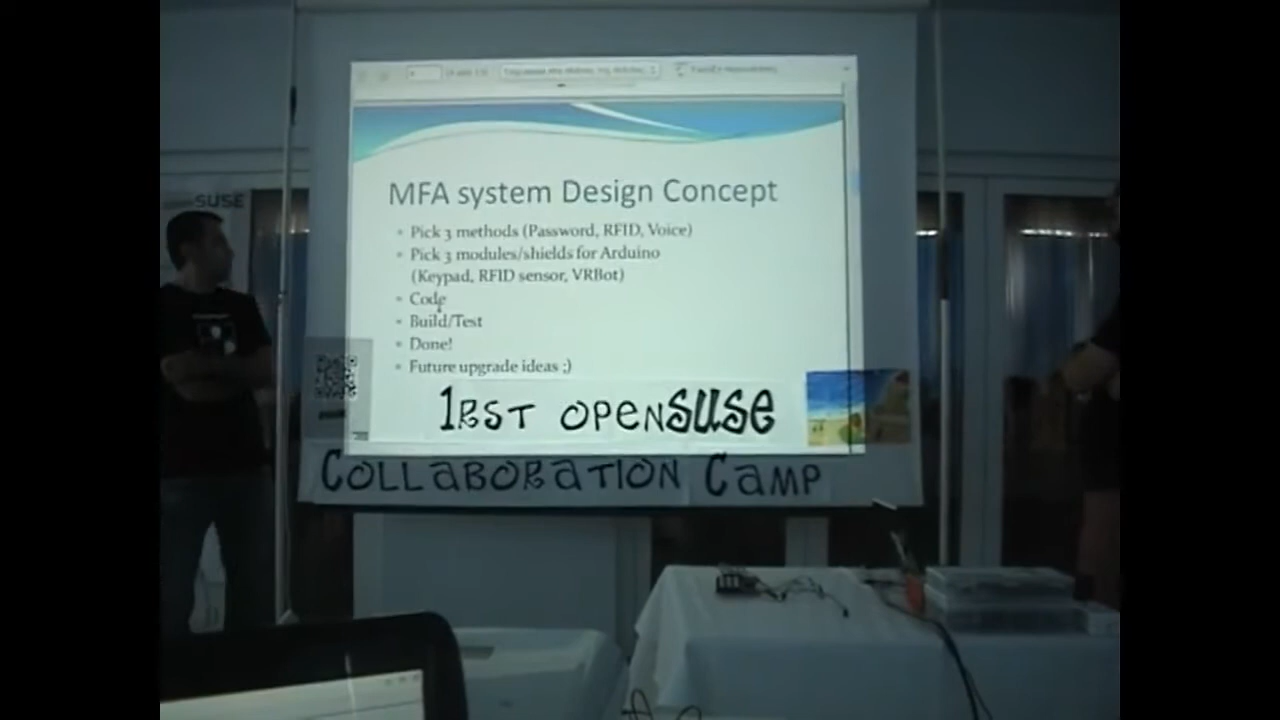 SUSE
MFA system Design Concept
Pick 3 methods (Password, RFID, Voice)
Pick 3 modules/shields for Arduino
(Keypad, RFID sensor, VRBot)
Code
Build/Test
Done!
Future upgrade ideas ;)
1RST OPENSUSE
COLLABORATION CAMP